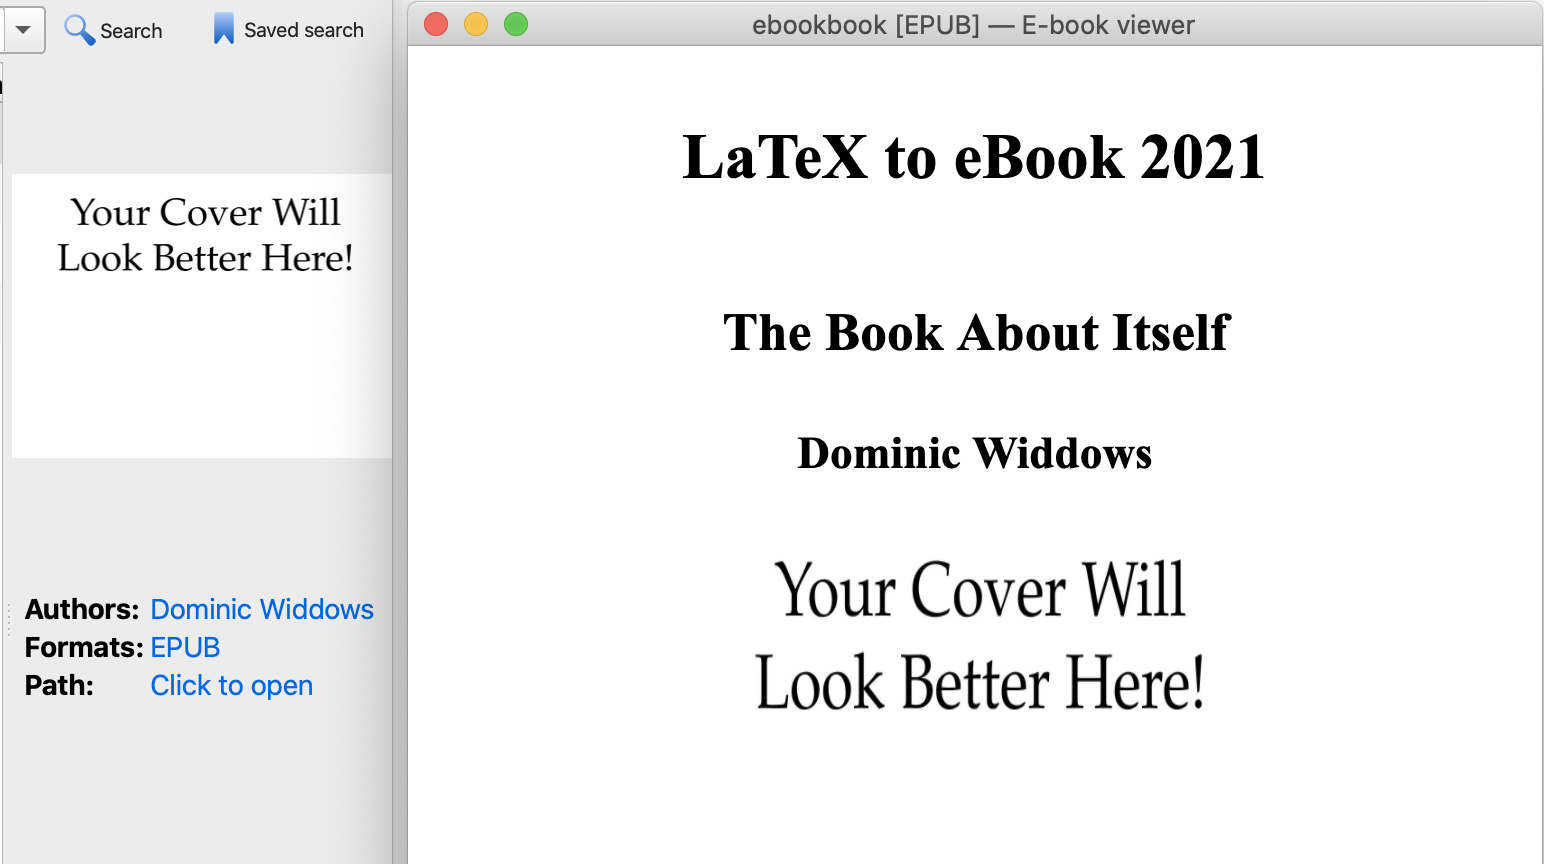 Search
Saved search
Your Cover Will
Look Better Here!
Authors: Dominic Widdows
Formats: EPUB
Path: Click to open
ebookbook [EPUB] — E-book viewer
LaTeX to eBook 2021
The Book About Itself
Dominic Widdows
Your Cover Will
Look Better Here!